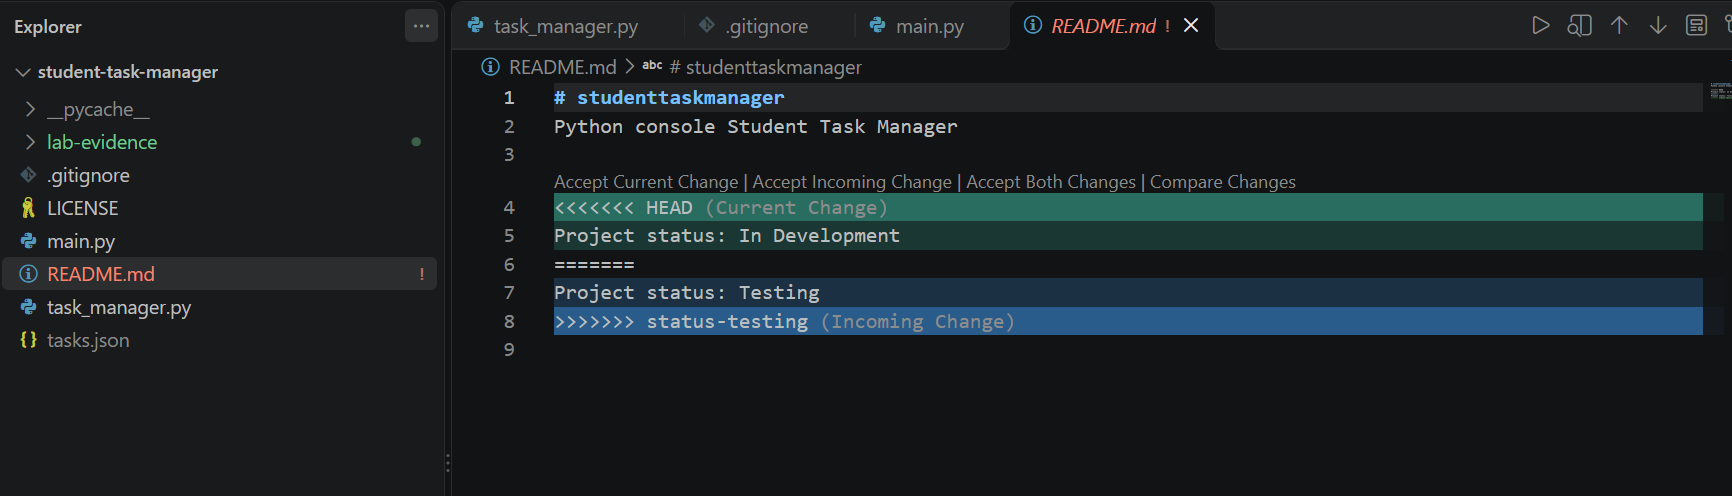 Explorer
student-task-manager
__pycache__
lab-evidence
.gitignore
LICENSE
main.py
README.md !
task_manager.py
{} tasks.json
task_manager.py .gitignore main.py README.md !
README.md > abc # studenttaskmanager
1 # studenttaskmanager
2 Python console Student Task Manager
3
Accept Current Change | Accept Incoming Change | Accept Both Changes | Compare Changes
4 <<<<<<< HEAD (Current Change)
5 Project status: In Development
6 =======
7 Project status: Testing
8 >>>>>>> status-testing (Incoming Change)
9